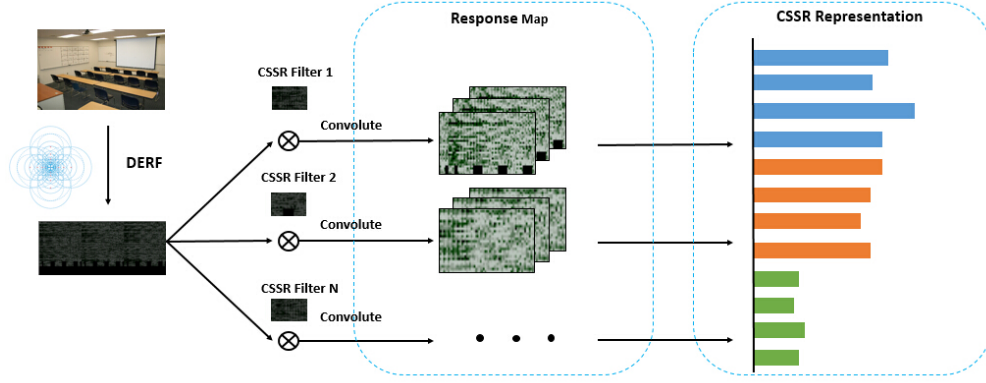 Response Map
CSSR Representation
CSSR Filter 1
Convolute
DERF
CSSR Filter 2
Convolute
CSSR Filter N
Convolute